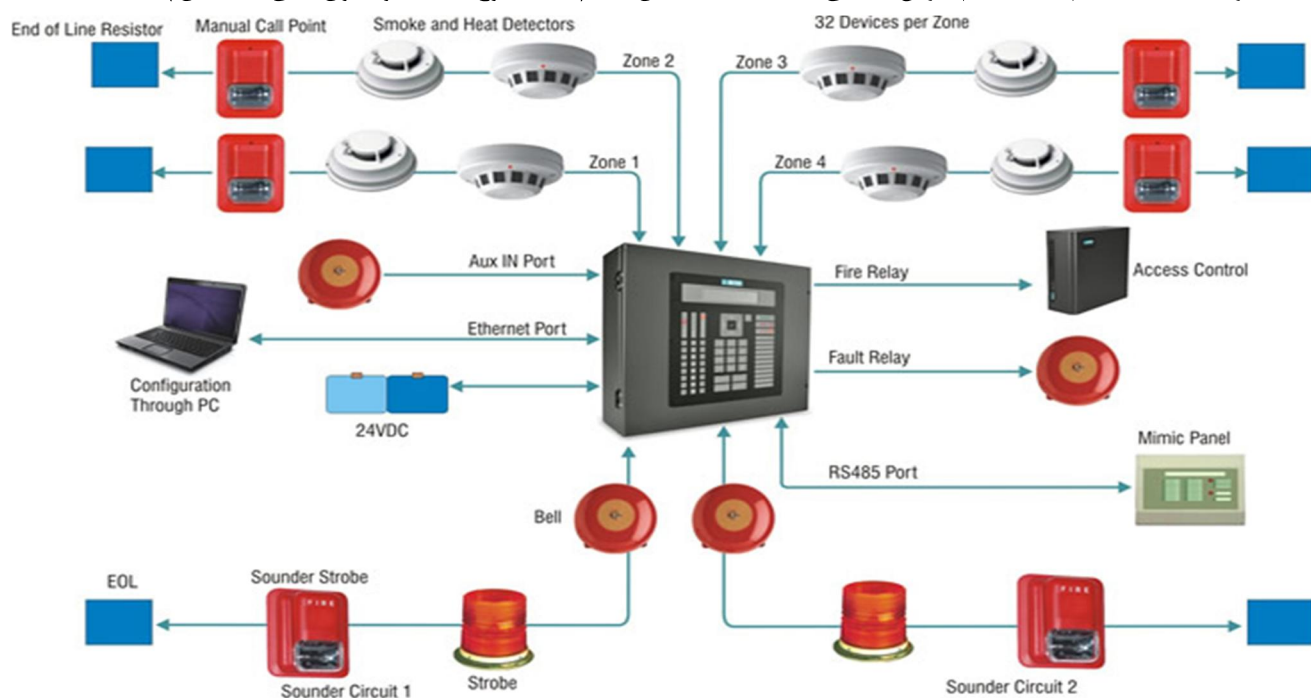 End of Line Resistor
Manual Call Point
Smoke and Heat Detectors
32 Devices per Zone
Zone 2
Zone 3
Zone 1
Zone 4
Aux IN Port
Fire Relay
Access Control
Ethernet Port
Fault Relay
Configuration
Through PC
24VDC
Mimic Panel
RS485 Port
Bell
EOL
Sounder Strobe
FIRE
FIRE
Strobe
Sounder Circuit 1
Sounder Circuit 2